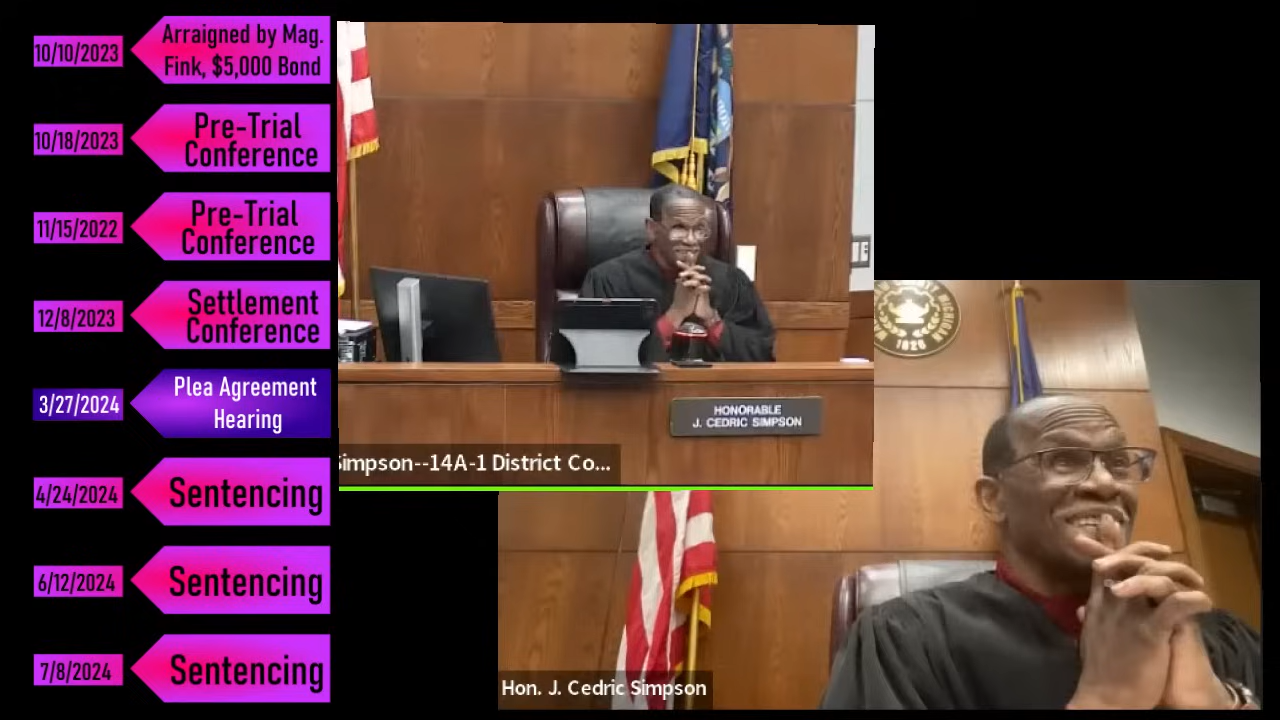 10/10/2023
Arraigned by Mag.
Fink, $5,000 Bond
10/18/2023
Pre-Trial
Conference
11/15/2022
Pre-Trial
Conference
12/8/2023
Settlement
Conference
3/27/2024
Plea Agreement
Hearing
4/24/2024
Sentencing
6/12/2024
Sentencing
7/8/2024
Sentencing
HONORABLE
J. CEDRIC SIMPSON
Simpson--14A-1 District Co...
MICHIGAN
1826
Hon. J. Cedric Simpson